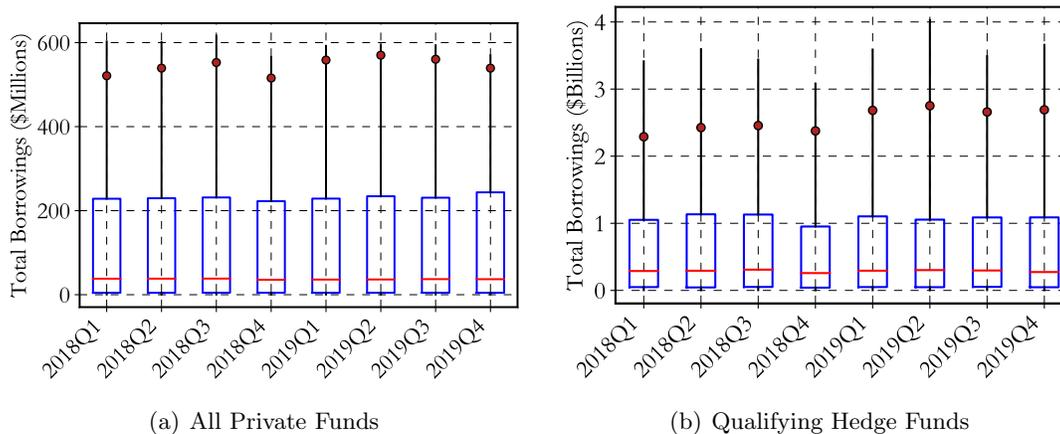 Total Borrowings ($Millions)
600
400
200
0
2018Q1
2018Q2
2018Q3
2018Q4
2019Q1
2019Q2
2019Q3
2019Q4
(a) All Private Funds
Total Borrowings ($Billions)
4
3
2
1
0
2018Q1
2018Q2
2018Q3
2018Q4
2019Q1
2019Q2
2019Q3
2019Q4
(b) Qualifying Hedge Funds